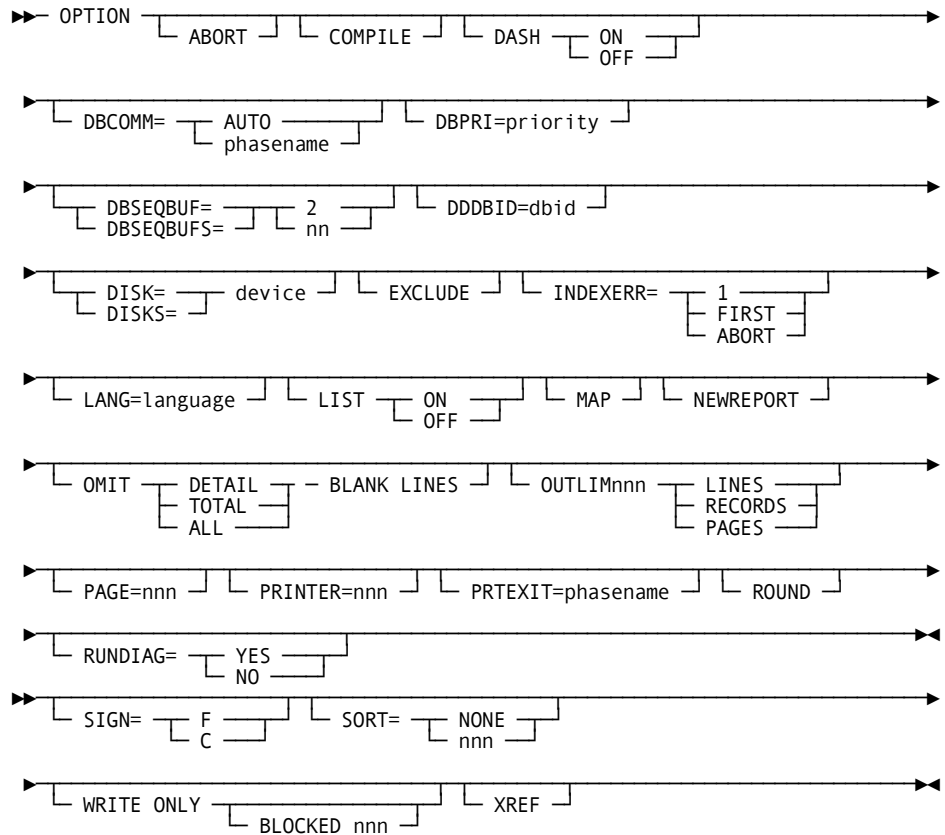 OPTION ABORT COMPILE DASH ON
OFF
DBCOMM= AUTO DBPRI=priority
phasename
DBSEQBUF= 2 DDDBID=dbid
DBSEQBUFS= nn
DISK= device EXCLUDE INDEXERR= 1
DISKS= FIRST
ABORT
LANG=language LIST ON MAP NEWREPORT
OFF
OMIT DETAIL BLANK LINES OUTLIMnnn LINES
TOTAL RECORDS
ALL PAGES
PAGE=nnn PRINTER=nnn PRTEXIT=phasename ROUND
RUNDIAG= YES
NO
SIGN= F SORT= NONE
C nnn
WRITE ONLY XREF
BLOCKED nnn